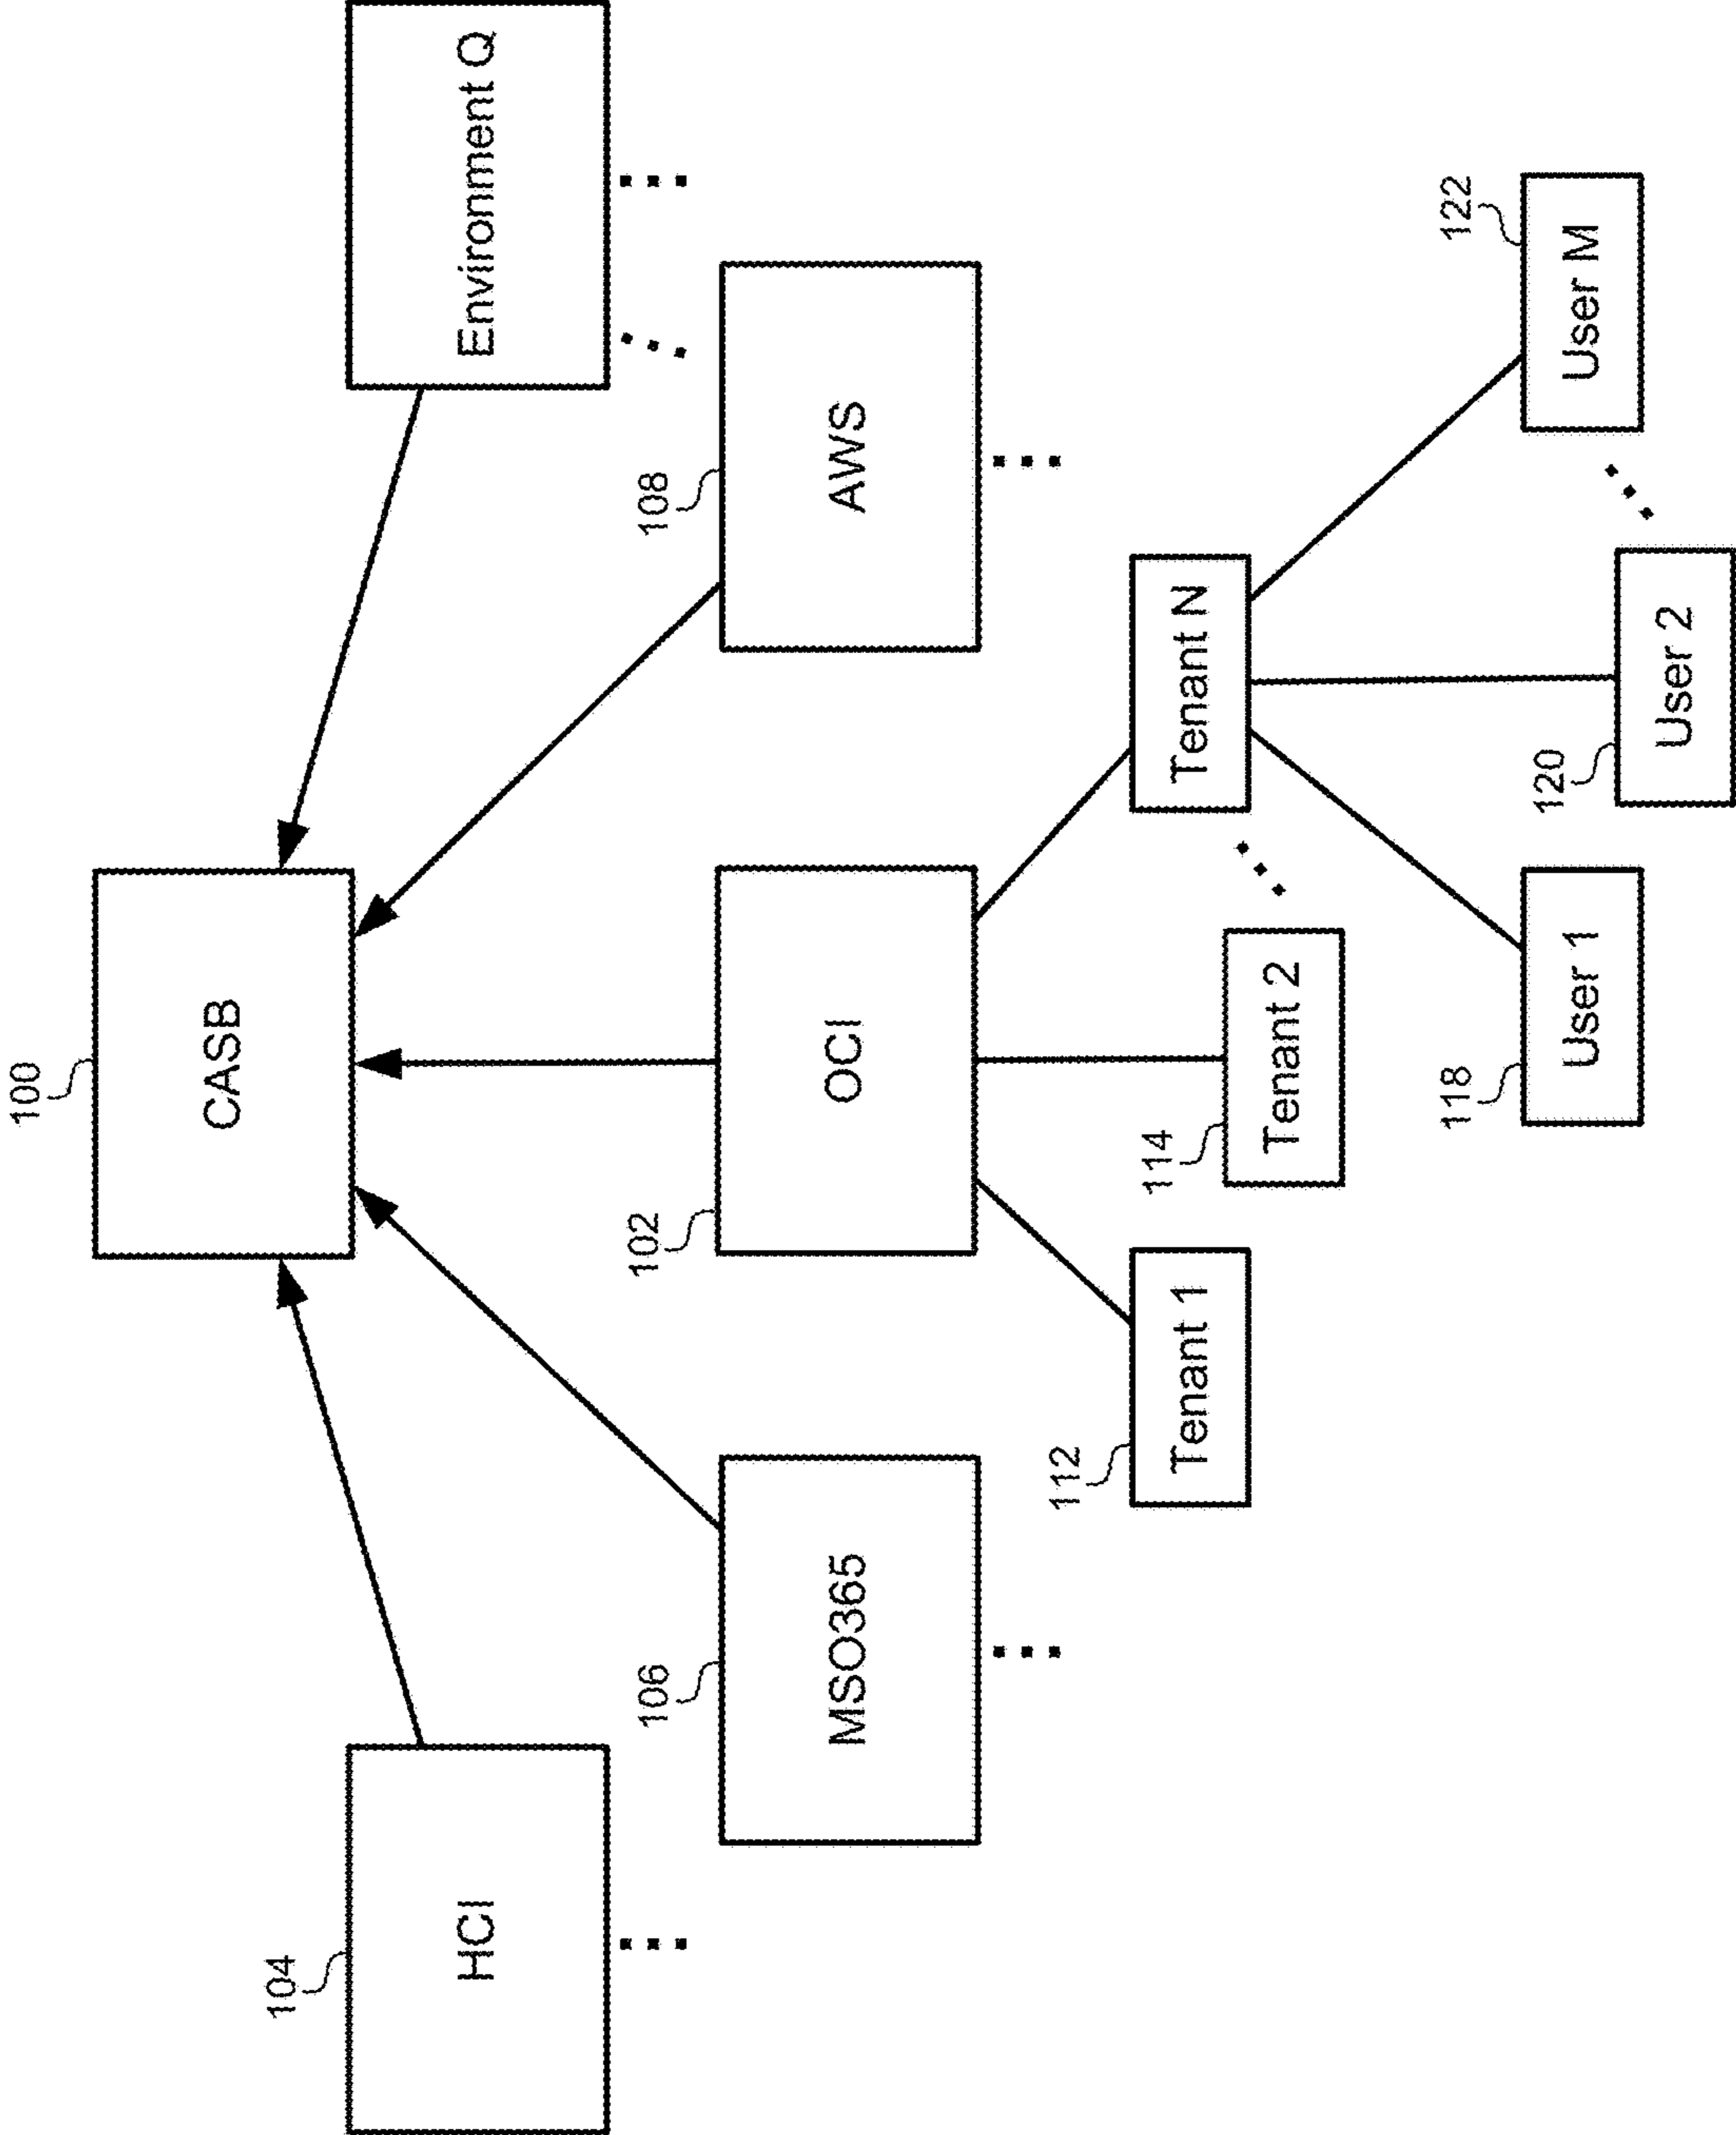 100
CASB
104
HCI
Environment Q
106
MSO365
102
OCI
108
AWS
112
Tenant 1
114
Tenant 2
Tenant N
118
User 1
120
User 2
122
User M